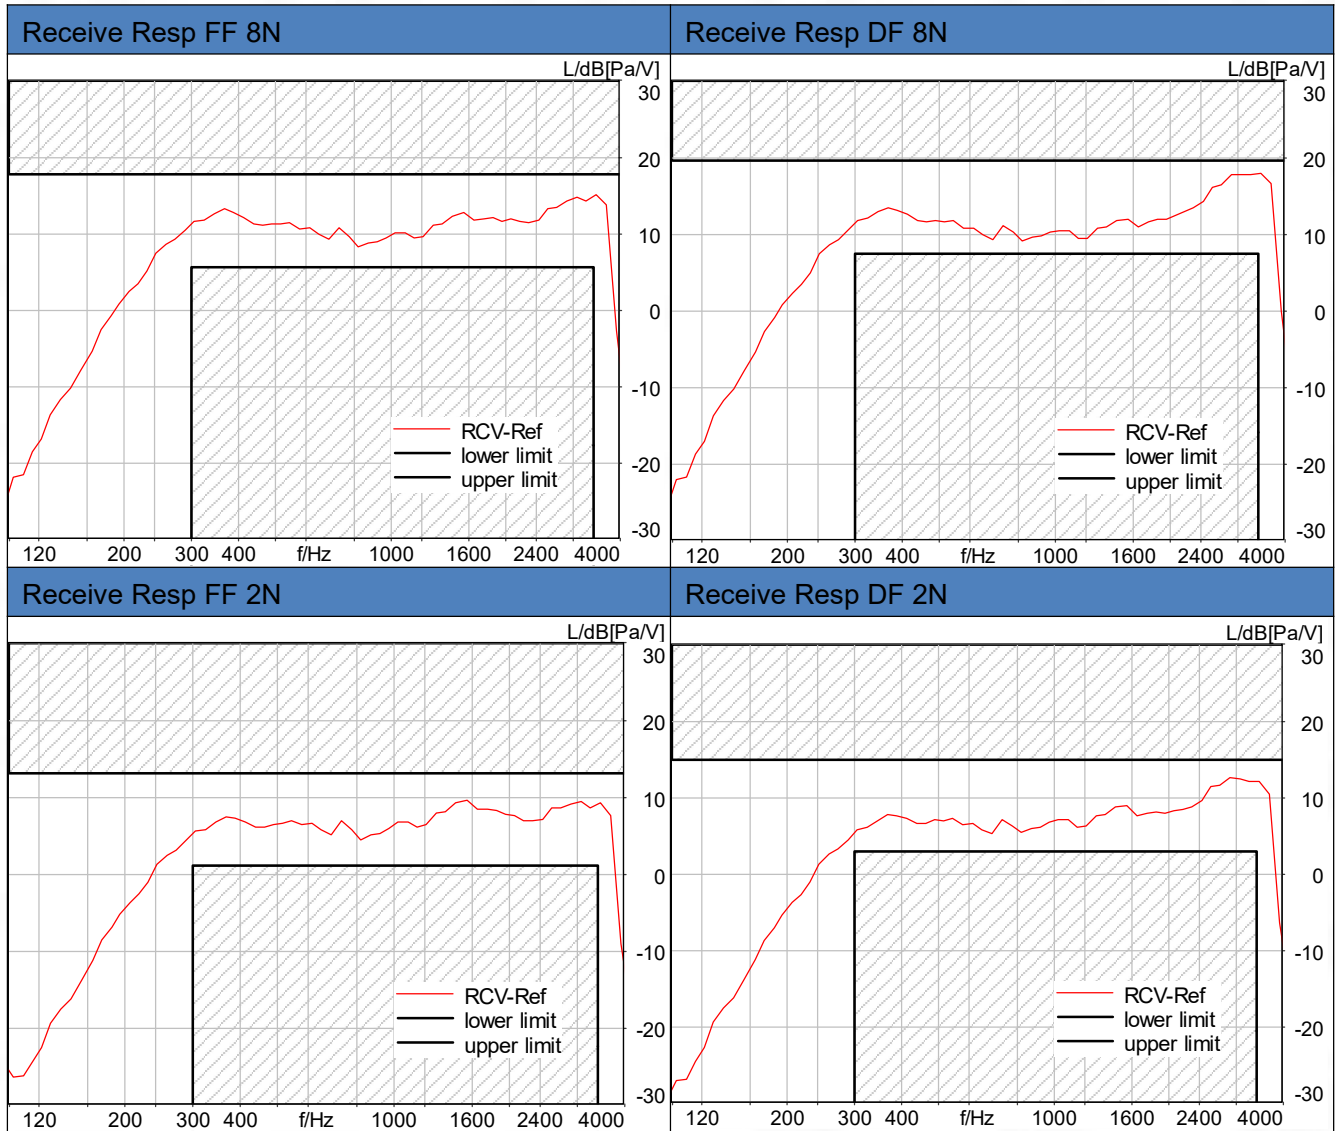 Receive Resp FF 8N
L/dB[Pa/V]
30
20
10
0
-10
RCV-Ref
lower limit
-20
upper limit
-30
120 200 300 400 f/Hz 1000 1600 2400 4000
Receive Resp DF 8N
L/dB[Pa/V]
30
20
10
0
-10
RCV-Ref
lower limit
-20
upper limit
-30
120 200 300 400 f/Hz 1000 1600 2400 4000
Receive Resp FF 2N
L/dB[Pa/V]
30
20
10
0
-10
RCV-Ref
lower limit
-20
upper limit
-30
120 200 300 400 f/Hz 1000 1600 2400 4000
Receive Resp DF 2N
L/dB[Pa/V]
30
20
10
0
-10
RCV-Ref
lower limit
-20
upper limit
-30
120 200 300 400 f/Hz 1000 1600 2400 4000